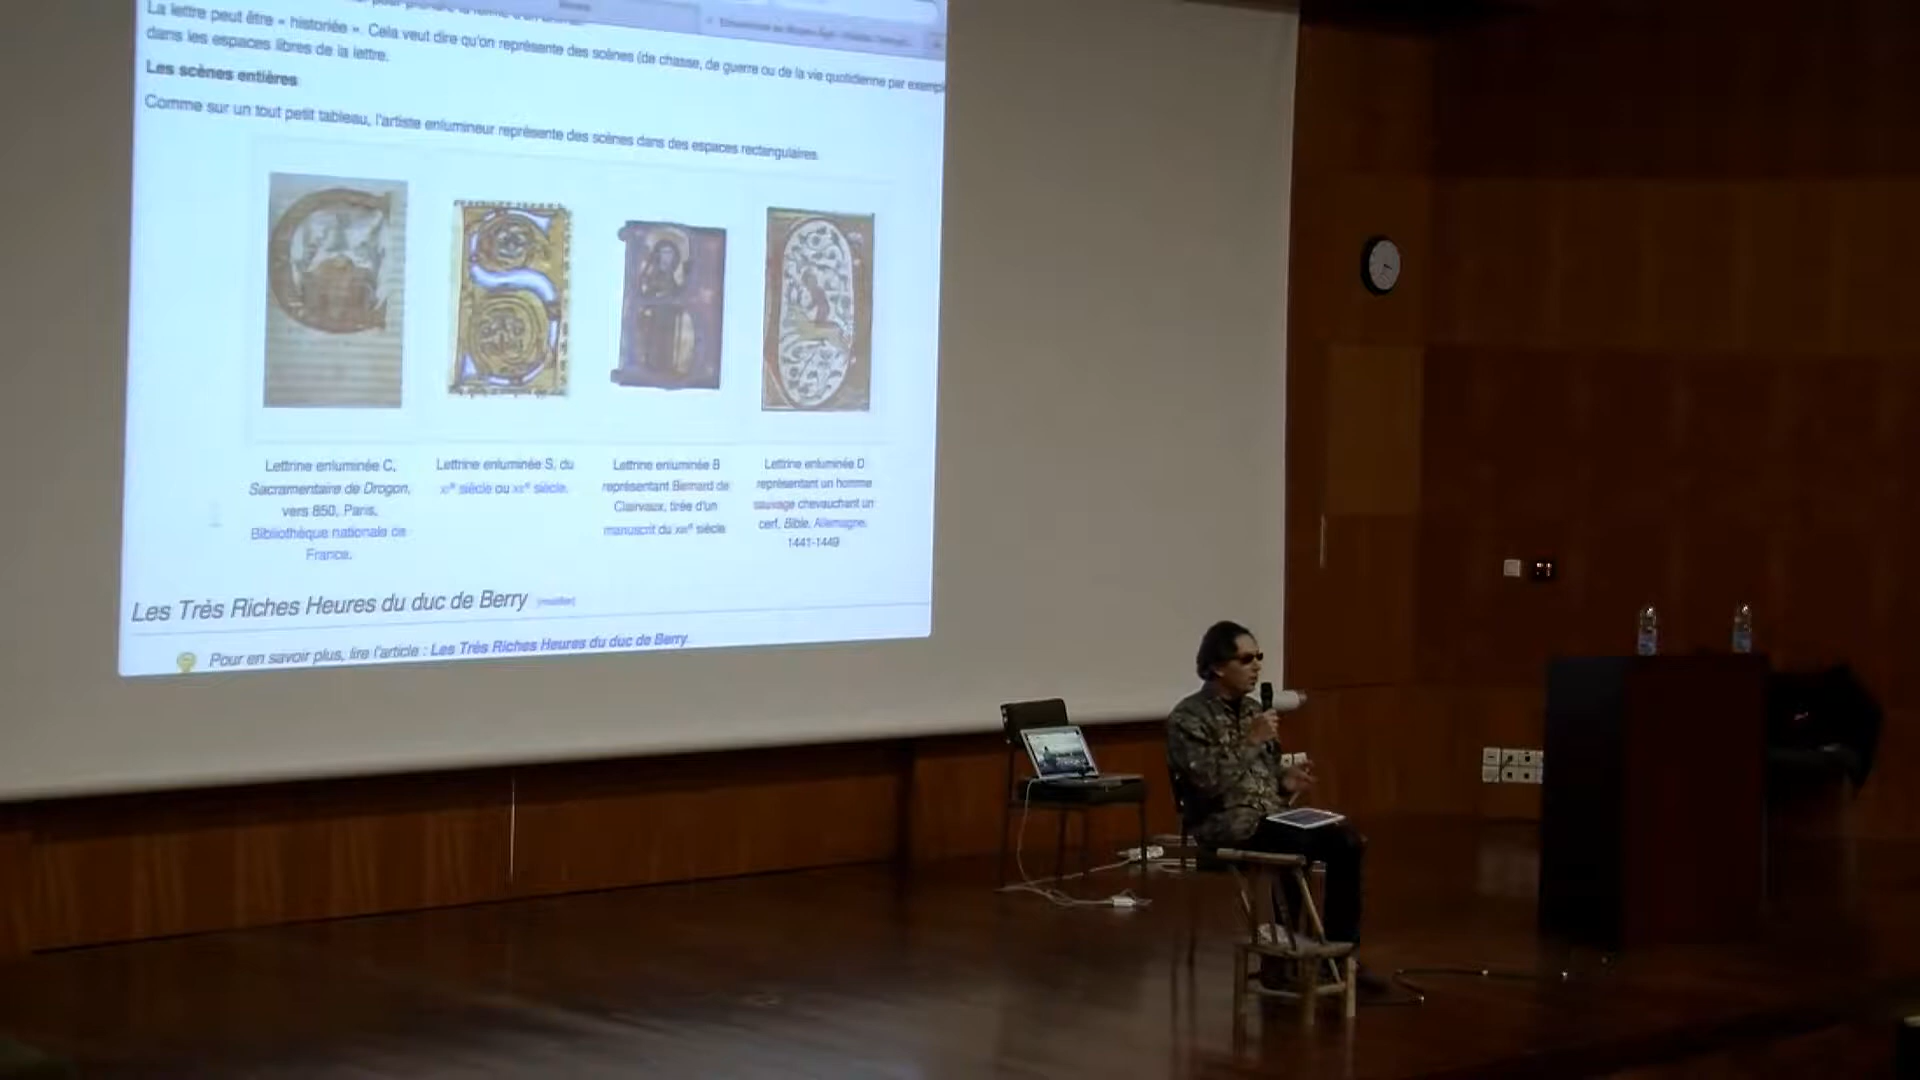 La lettre peut être « historiée ». Cela veut dire qu'on représente des scènes (de chasse, de guerre ou de la vie quotidienne par exemple
dans les espaces libres de la lettre.
Les scènes entières
Comme sur un tout petit tableau, l'artiste enlumineur représente des scènes dans des espaces rectangulaires.
Lettrine enluminée C,
Sacramentaire de Drogon,
vers 850, Paris,
Bibliothèque nationale de
France.
Lettrine enluminée S, du
XIe siècle ou XIIe siècle.
Lettrine enluminée B
représentant Bernard de
Clairvaux, tirée d'un
manuscrit du XIIIe siècle
Lettrine enluminée D
représentant un homme
sauvage chevauchant un
cerf, Bible, Allemagne,
1441-1449
Les Très Riches Heures du duc de Berry [modifier]
Pour en savoir plus, lire l'article : Les Très Riches Heures du duc de Berry.